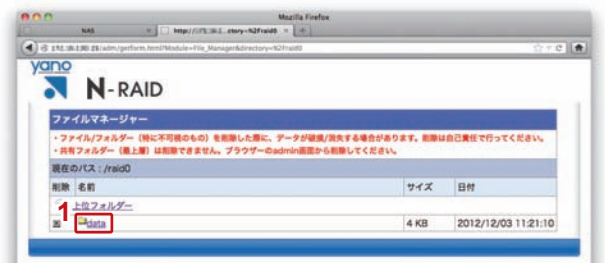 Mozilla Firefox
NAS
yano
N-RAID
ファイルマネージャー
・ファイル/フォルダー（特に不可視のもの）を削除した際に、データが破損/消失する場合があります。削除は自己責任で行ってください。
・共有フォルダー（最上層）は削除できません。ブラウザーのadmin画面から削除してください。
現在のパス : /raid0
削除 名前 サイズ 日付
上位フォルダー
1
data 4 KB 2012/12/03 11:21:10